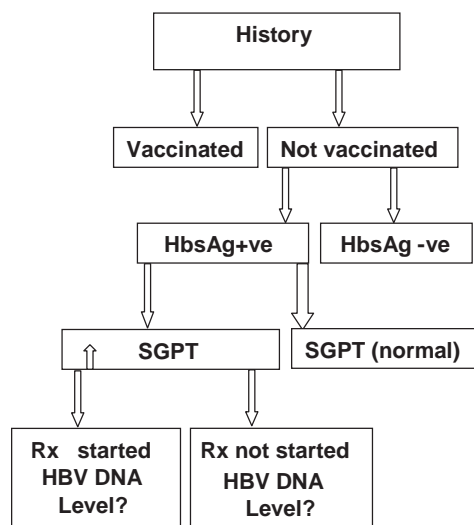 History
Vaccinated
Not vaccinated
HbsAg+ve
HbsAg -ve
SGPT
SGPT (normal)
Rx started
HBV DNA
Level?
Rx not started
HBV DNA
Level?